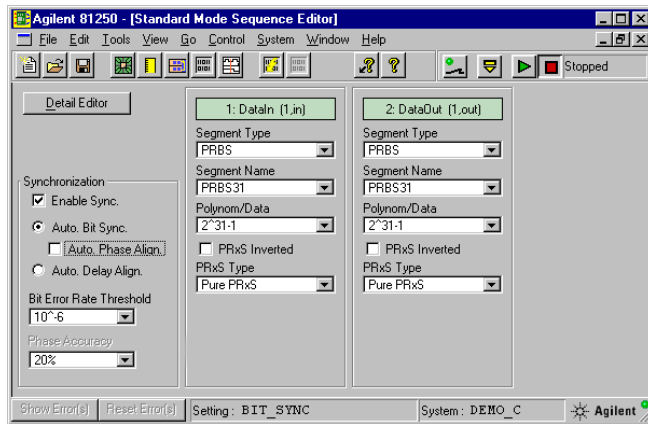 Agilent 81250 - [Standard Mode Sequence Editor]
File Edit Tools View Go Control System Window Help
Stopped
Detail Editor
Synchronization
Enable Sync.
Auto. Bit Sync.
Auto. Phase Align.
Auto. Delay Align.
Bit Error Rate Threshold
10^-6
Phase Accuracy
20%
1: DataIn (1,in)
Segment Type
PRBS
Segment Name
PRBS31
Polynom/Data
2^31-1
PRxS Inverted
PRxS Type
Pure PRxS
2: DataOut (1,out)
Segment Type
PRBS
Segment Name
PRBS31
Polynom/Data
2^31-1
PRxS Inverted
PRxS Type
Pure PRxS
Show Error(s) Reset Error(s) Setting: BIT_SYNC System: DEMO_C Agilent